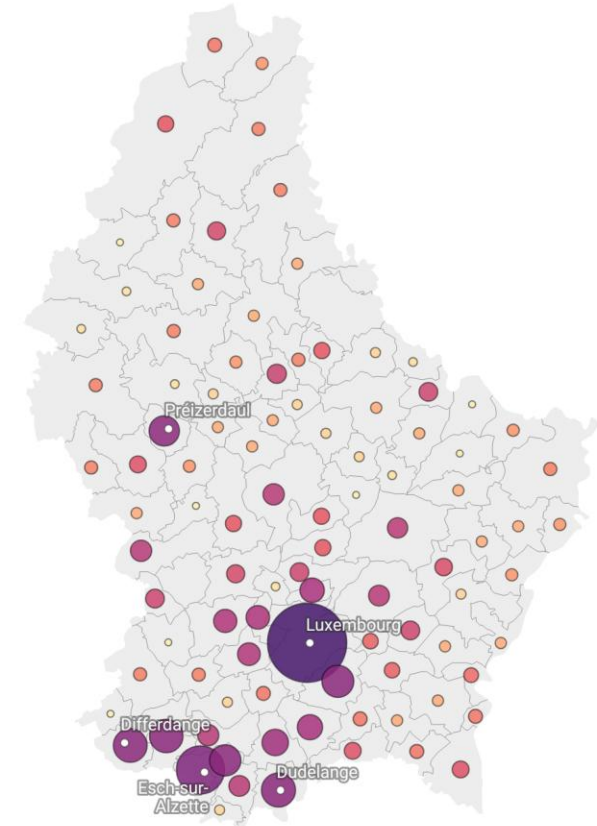 Préizerdaul
Luxembourg
Differdange
Esch-sur-
Alzette
Dudelange